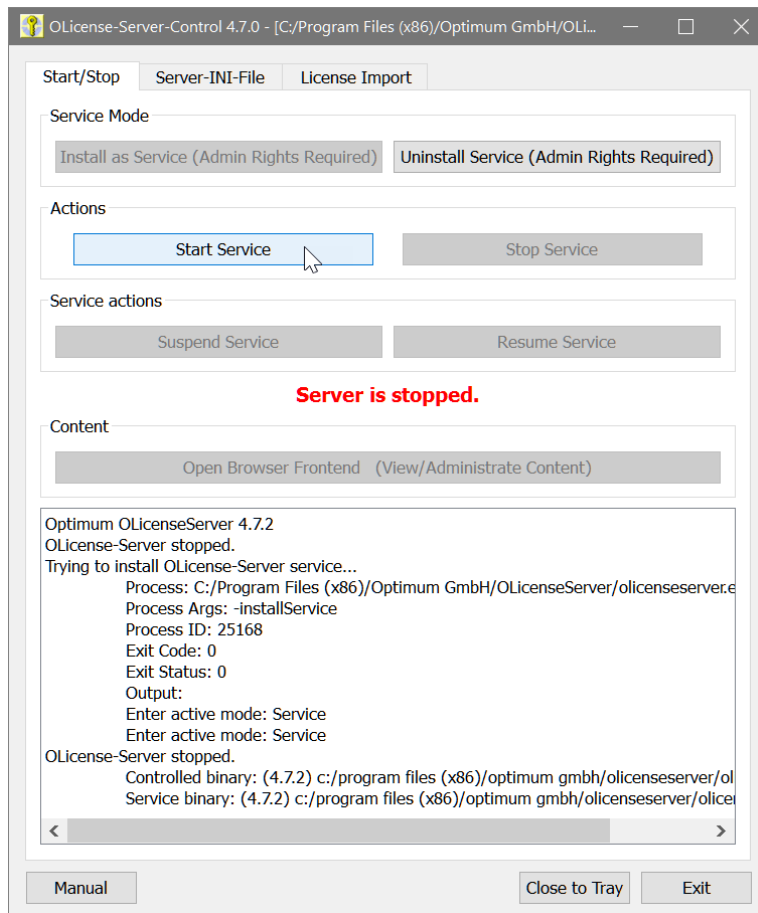 OLicense-Server-Control 4.7.0 - [C:/Program Files (x86)/Optimum GmbH/OLi...
Start/Stop Server-INI-File License Import
Service Mode
Install as Service (Admin Rights Required) Uninstall Service (Admin Rights Required)
Actions
Start Service Stop Service
Service actions
Suspend Service Resume Service
Server is stopped.
Content
Open Browser Frontend (View/Administrate Content)
Optimum OLicenseServer 4.7.2
OLicense-Server stopped.
Trying to install OLicense-Server service...
Process: C:/Program Files (x86)/Optimum GmbH/OLicenseServer/olicenseserver.e
Process Args: -installService
Process ID: 25168
Exit Code: 0
Exit Status: 0
Output:
Enter active mode: Service
Enter active mode: Service
OLicense-Server stopped.
Controlled binary: (4.7.2) c:/program files (x86)/optimum gmbh/olicenseserver/ol
Service binary: (4.7.2) c:/program files (x86)/optimum gmbh/olicenseserver/olicen
Manual Close to Tray Exit